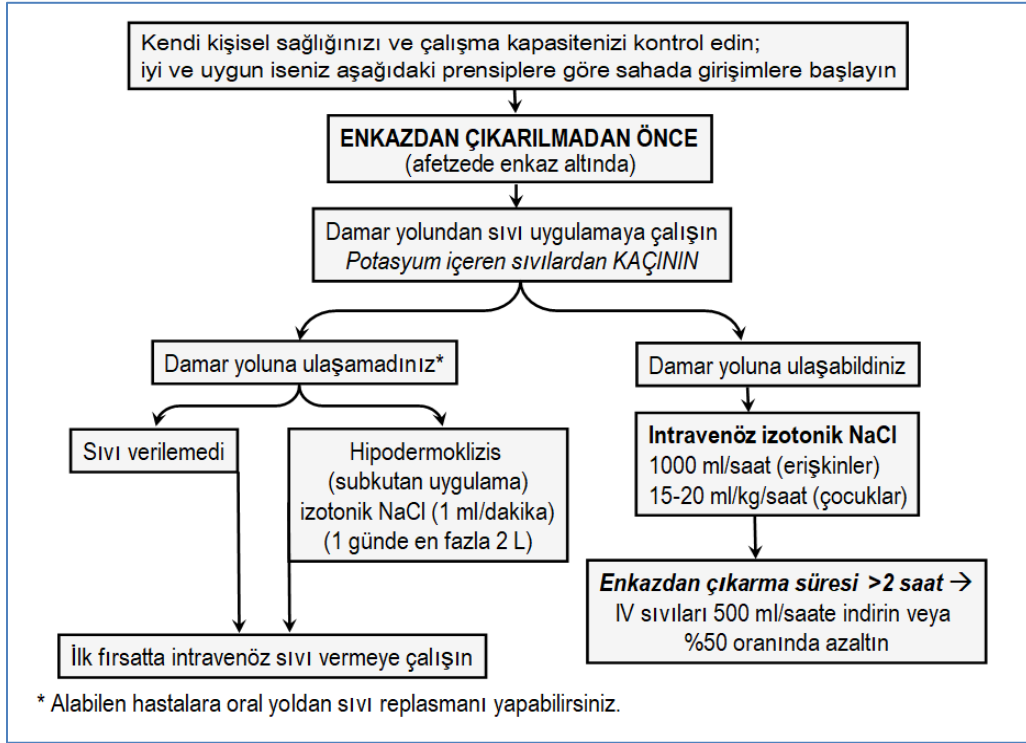 Kendi kişisel sağlığınızı ve çalışma kapasitenizi kontrol edin;
iyi ve uygun iseniz aşağıdaki prensiplere göre sahada girişimlere başlayın
ENKAZDAN ÇIKARILMADAN ÖNCE
(afetzede enkaz altında)
Damar yolundan sıvı uygulamaya çalışın
Potasyum içeren sıvılardan KAÇININ
Damar yoluna ulaşamadınız*
Damar yoluna ulaşabildiniz
Sıvı verilemedi
Hipodermoklizis
(subkutan uygulama)
izotonik NaCl (1 ml/dakika)
(1 günde en fazla 2 L)
Intravenöz izotonik NaCl
1000 ml/saat (erişkinler)
15-20 ml/kg/saat (çocuklar)
Enkazdan çıkarma süresi >2 saat →
IV sıvıları 500 ml/saate indirin veya
%50 oranında azaltın
İlk fırsatta intravenöz sıvı vermeye çalışın
* Alabilen hastalara oral yoldan sıvı replasmanı yapabilirsiniz.